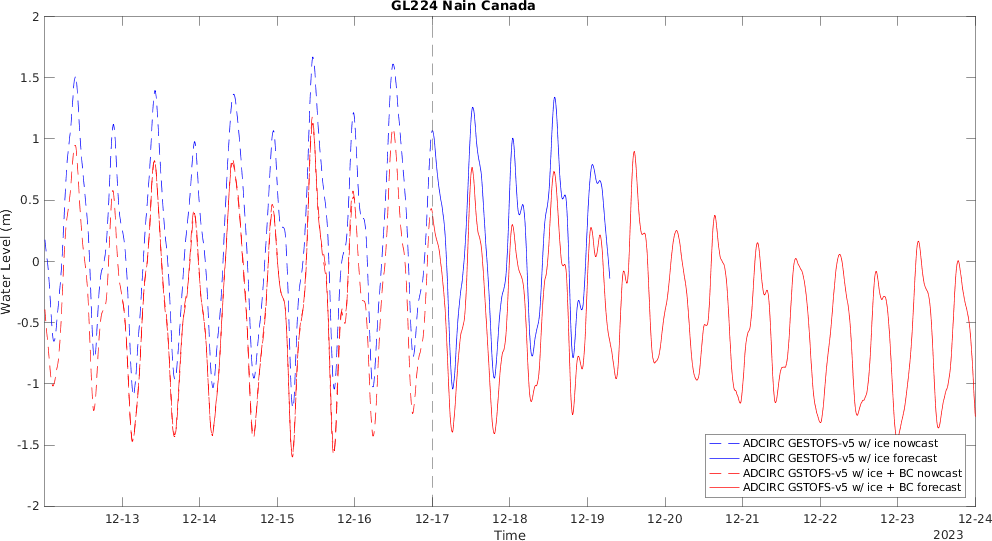 GL224 Nain Canada
2
1.5
1
0.5
0
-0.5
-1
-1.5
-2
Water Level (m)
ADCIRC GESTOFS-v5 w/ ice nowcast
ADCIRC GESTOFS-v5 w/ ice forecast
ADCIRC GSTOFS-v5 w/ ice + BC nowcast
ADCIRC GSTOFS-v5 w/ ice + BC forecast
12-13 12-14 12-15 12-16 12-17 12-18 12-19 12-20 12-21 12-22 12-23 12-24
Time
2023